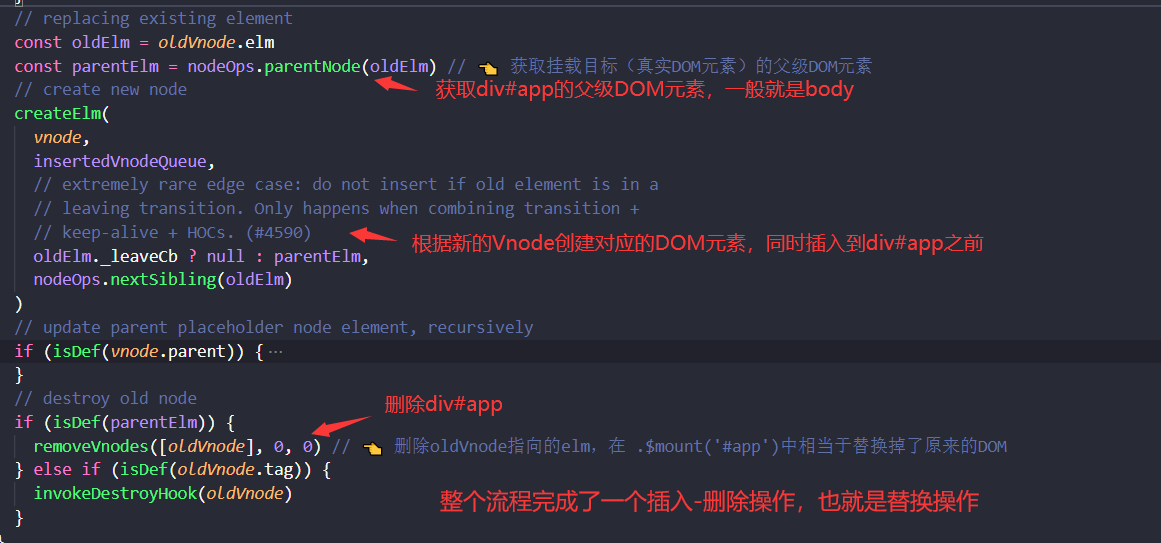 // replacing existing element
const oldElm = oldVnode.elm
const parentElm = nodeOps.parentNode(oldElm) // 👈 获取挂载目标（真实DOM元素）的父级DOM元素
// create new node
获取div#app的父级DOM元素，一般就是body
createElm(
vnode,
insertedVnodeQueue,
// extremely rare edge case: do not insert if old element is in a
// leaving transition. Only happens when combining transition +
// keep-alive + HOCs. (#4590)
根据新的Vnode创建对应的DOM元素，同时插入到div#app之前
oldElm._leaveCb ? null : parentElm,
nodeOps.nextSibling(oldElm)
)
// update parent placeholder node element, recursively
if (isDef(vnode.parent)) { ···
}
// destroy old node
删除div#app
if (isDef(parentElm)) {
removeVnodes([oldVnode], 0, 0) // 👈 删除oldVnode指向的elm，在 .$mount('#app')中相当于替换掉了原来的DOM
} else if (isDef(oldVnode.tag)) {
invokeDestroyHook(oldVnode)
整个流程完成了一个插入-删除操作，也就是替换操作
}